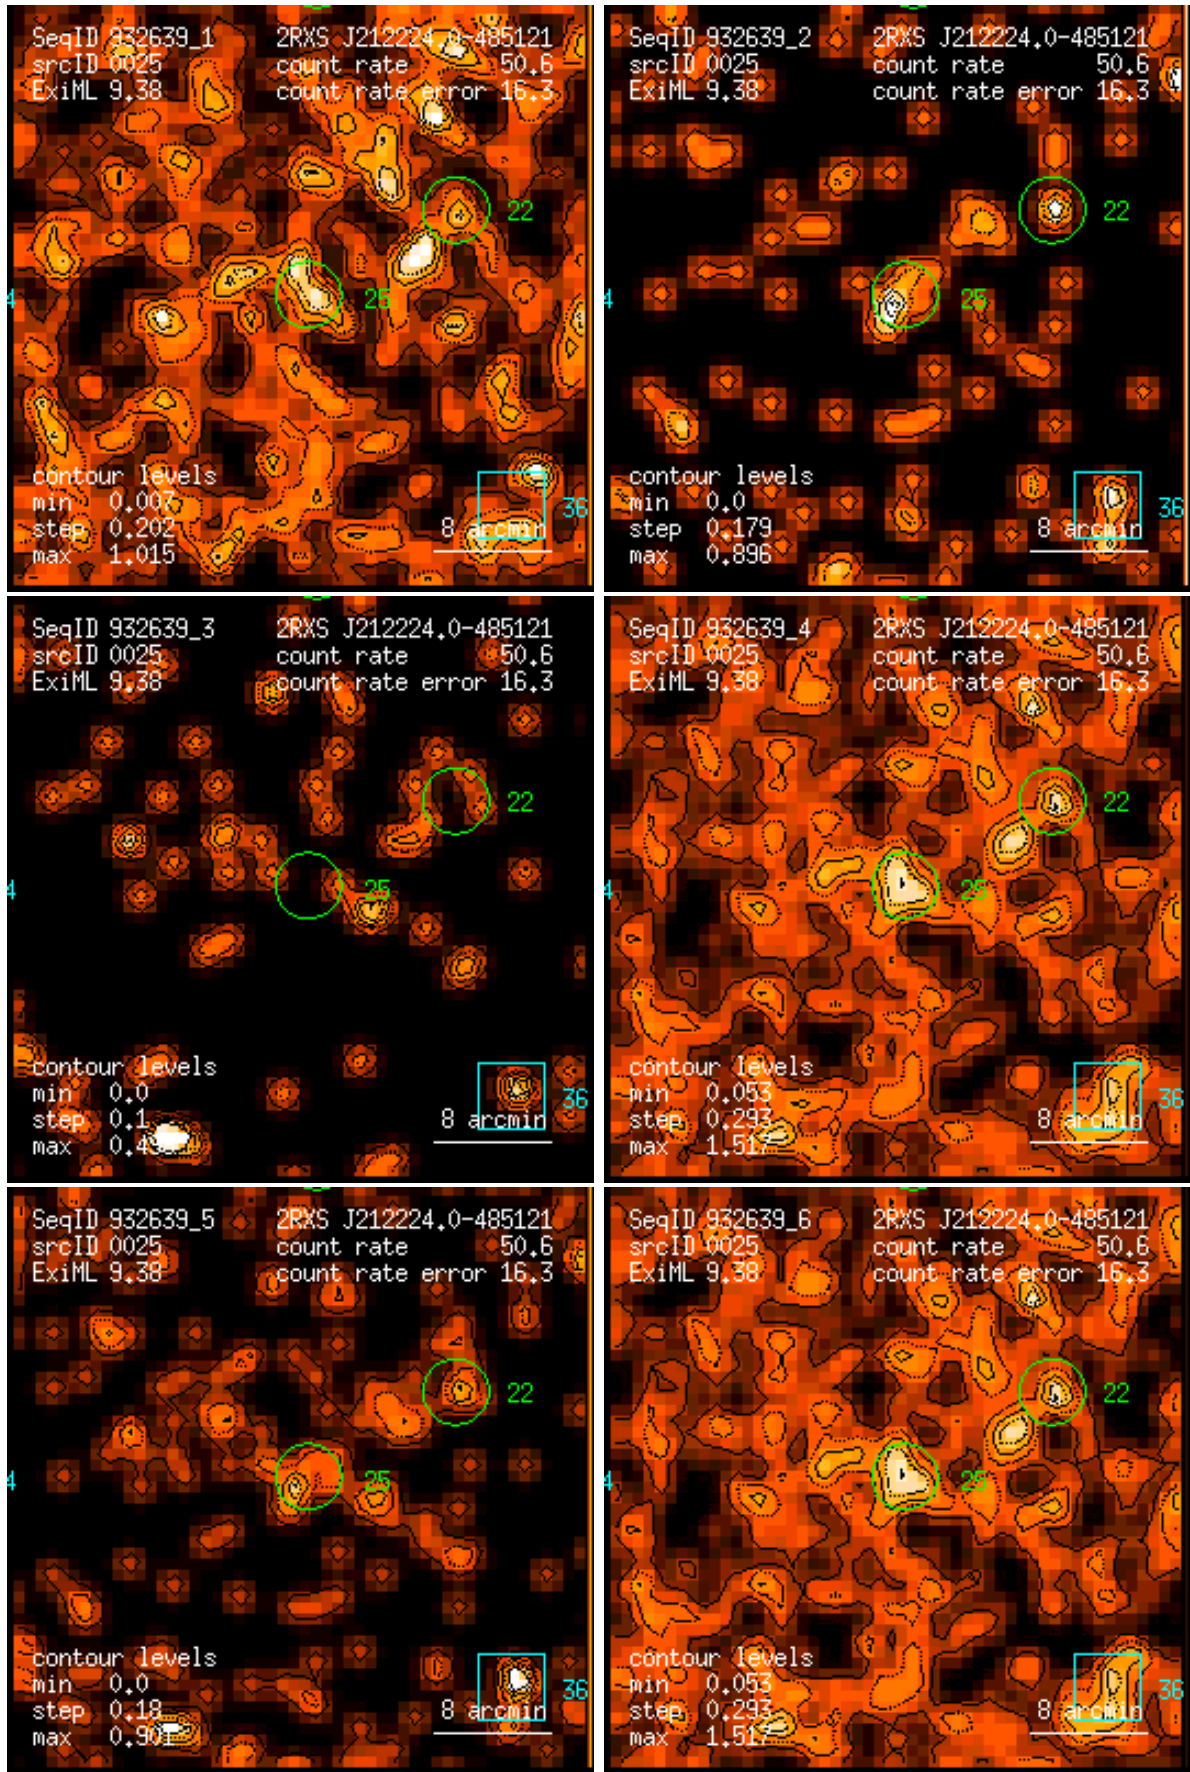 SeqID 932639_1 2RXS J212224.0-485121
srcID 0025 count rate 50.6
ExiML 9.38 count rate error 16.3
22
25
4
contour levels
min 0.007
step 0.202
max 1.015
36
8 arcmin
SeqID 932639_2 2RXS J212224.0-485121
srcID 0025 count rate 50.6
ExiML 9.38 count rate error 16.3
22
25
4
contour levels
min 0.0
step 0.179
max 0.896
36
8 arcmin
SeqID 932639_3 2RXS J212224.0-485121
srcID 0025 count rate 50.6
ExiML 9.38 count rate error 16.3
22
25
4
contour levels
min 0.0
step 0.1
max
36
8 arcmin
SeqID 932639_4 2RXS J212224.0-485121
srcID 0025 count rate 50.6
ExiML 9.38 count rate error 16.3
22
25
4
contour levels
min 0.053
step 0.293
max 1.517
36
8 arcmin
SeqID 932639_5 2RXS J212224.0-485121
srcID 0025 count rate 50.6
ExiML 9.38 count rate error 16.3
22
25
4
contour levels
min 0.0
step 0.18
max 0.901
36
8 arcmin
SeqID 932639_6 2RXS J212224.0-485121
srcID 0025 count rate 50.6
ExiML 9.38 count rate error 16.3
22
25
4
contour levels
min 0.053
step 0.293
max 1.517
36
8 arcmin